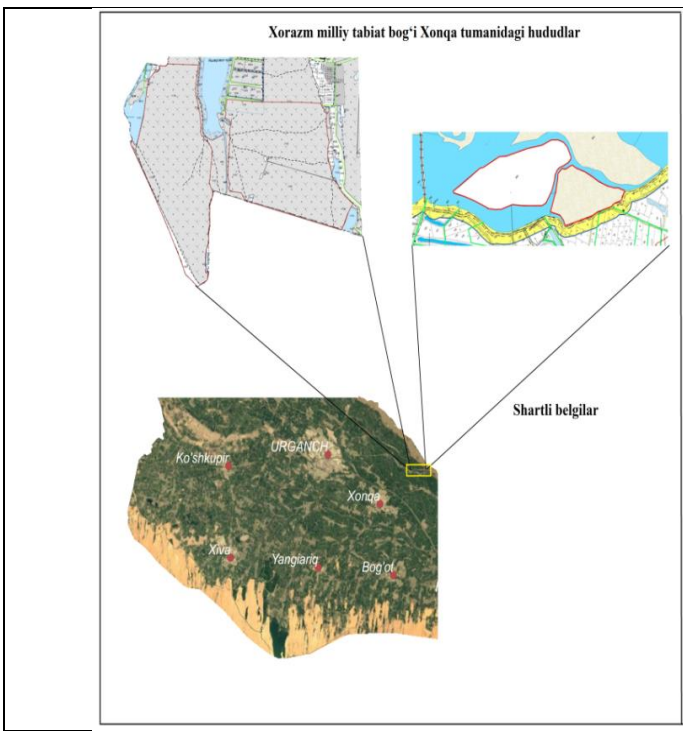 Xorazm milliy tabiat bog‘i Xonqa tumanidagi hududlar
Shartli belgilar
URGANCH
Ko'shkupir
Xonqa
Xiva
Yangiariq
Bog'ot